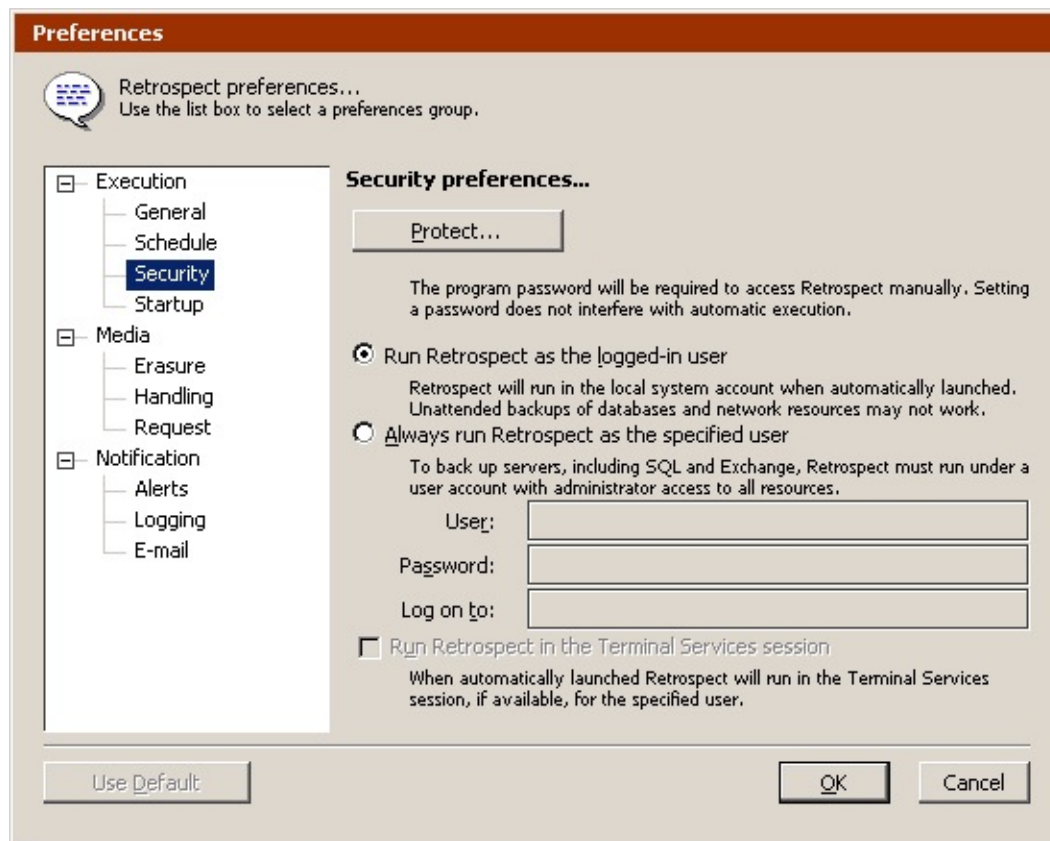 Preferences
Retrospect preferences...
Use the list box to select a preferences group.
Execution
General
Schedule
Security
Startup
Media
Erasure
Handling
Request
Notification
Alerts
Logging
E-mail
Security preferences...
Protect...
The program password will be required to access Retrospect manually. Setting
a password does not interfere with automatic execution.
Run Retrospect as the logged-in user
Retrospect will run in the local system account when automatically launched.
Unattended backups of databases and network resources may not work.
Always run Retrospect as the specified user
To back up servers, including SQL and Exchange, Retrospect must run under a
user account with administrator access to all resources.
User:
Password:
Log on to:
Run Retrospect in the Terminal Services session
When automatically launched Retrospect will run in the Terminal Services
session, if available, for the specified user.
Use Default
OK
Cancel